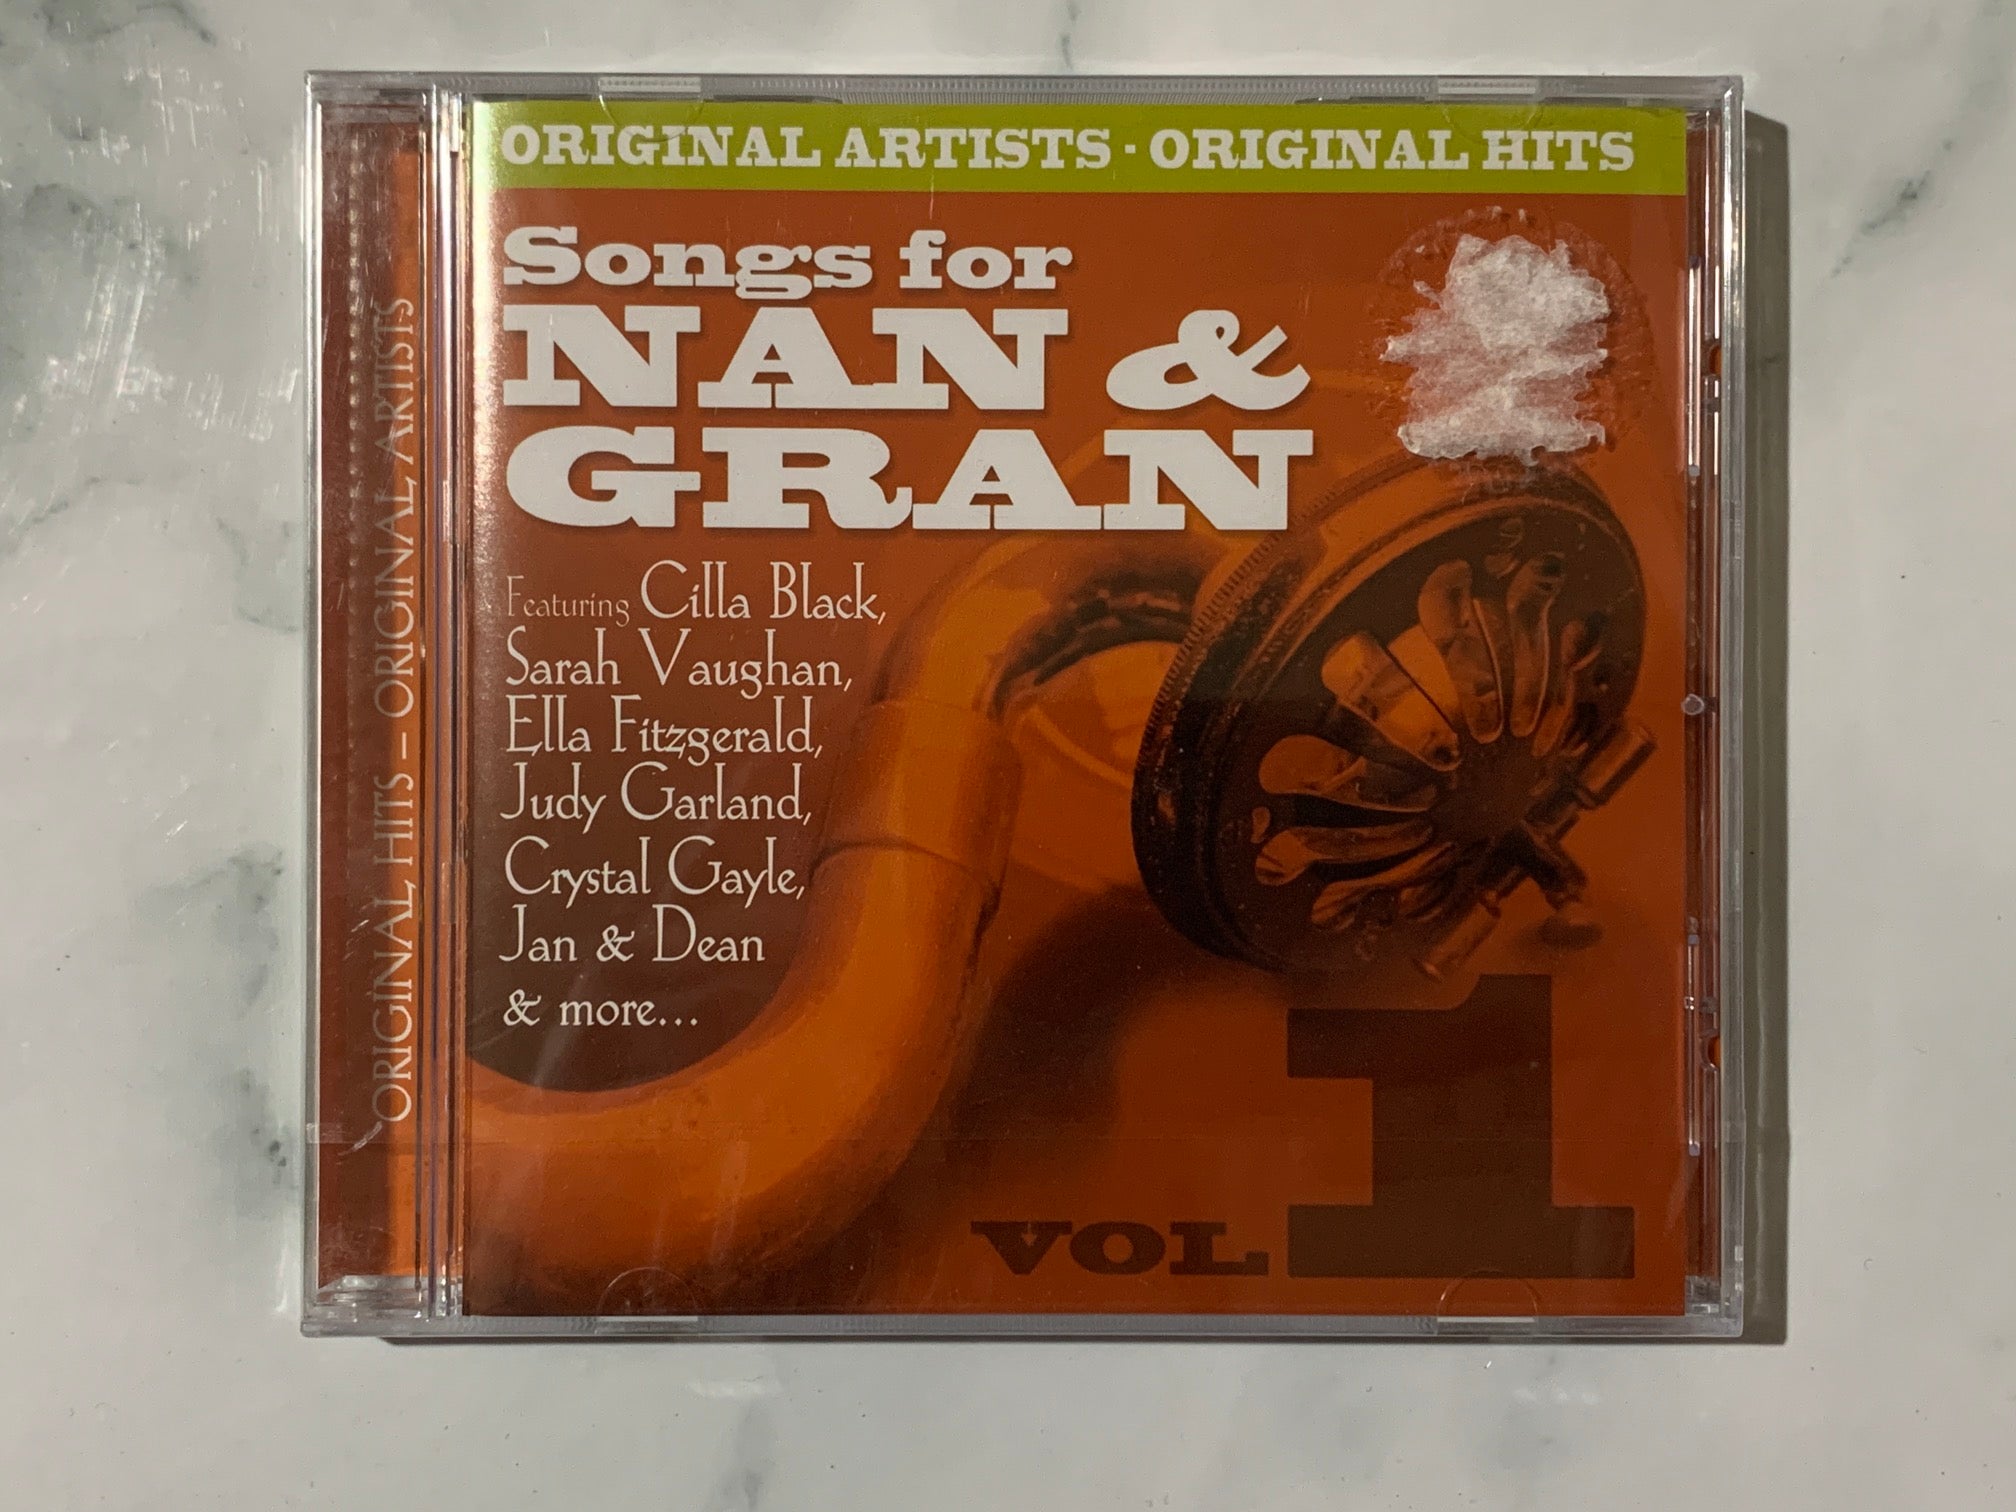 ORIGINAL ARTISTS - ORIGINAL HITS
Songs for
NAN &
GRAN
Featuring Cilla Black,
Sarah Vaughan,
Ella Fitzgerald,
Judy Garland,
Crystal Gayle,
Jan & Dean
& more...
VOL 1
ORIGINAL HITS – ORIGINAL ARTISTS